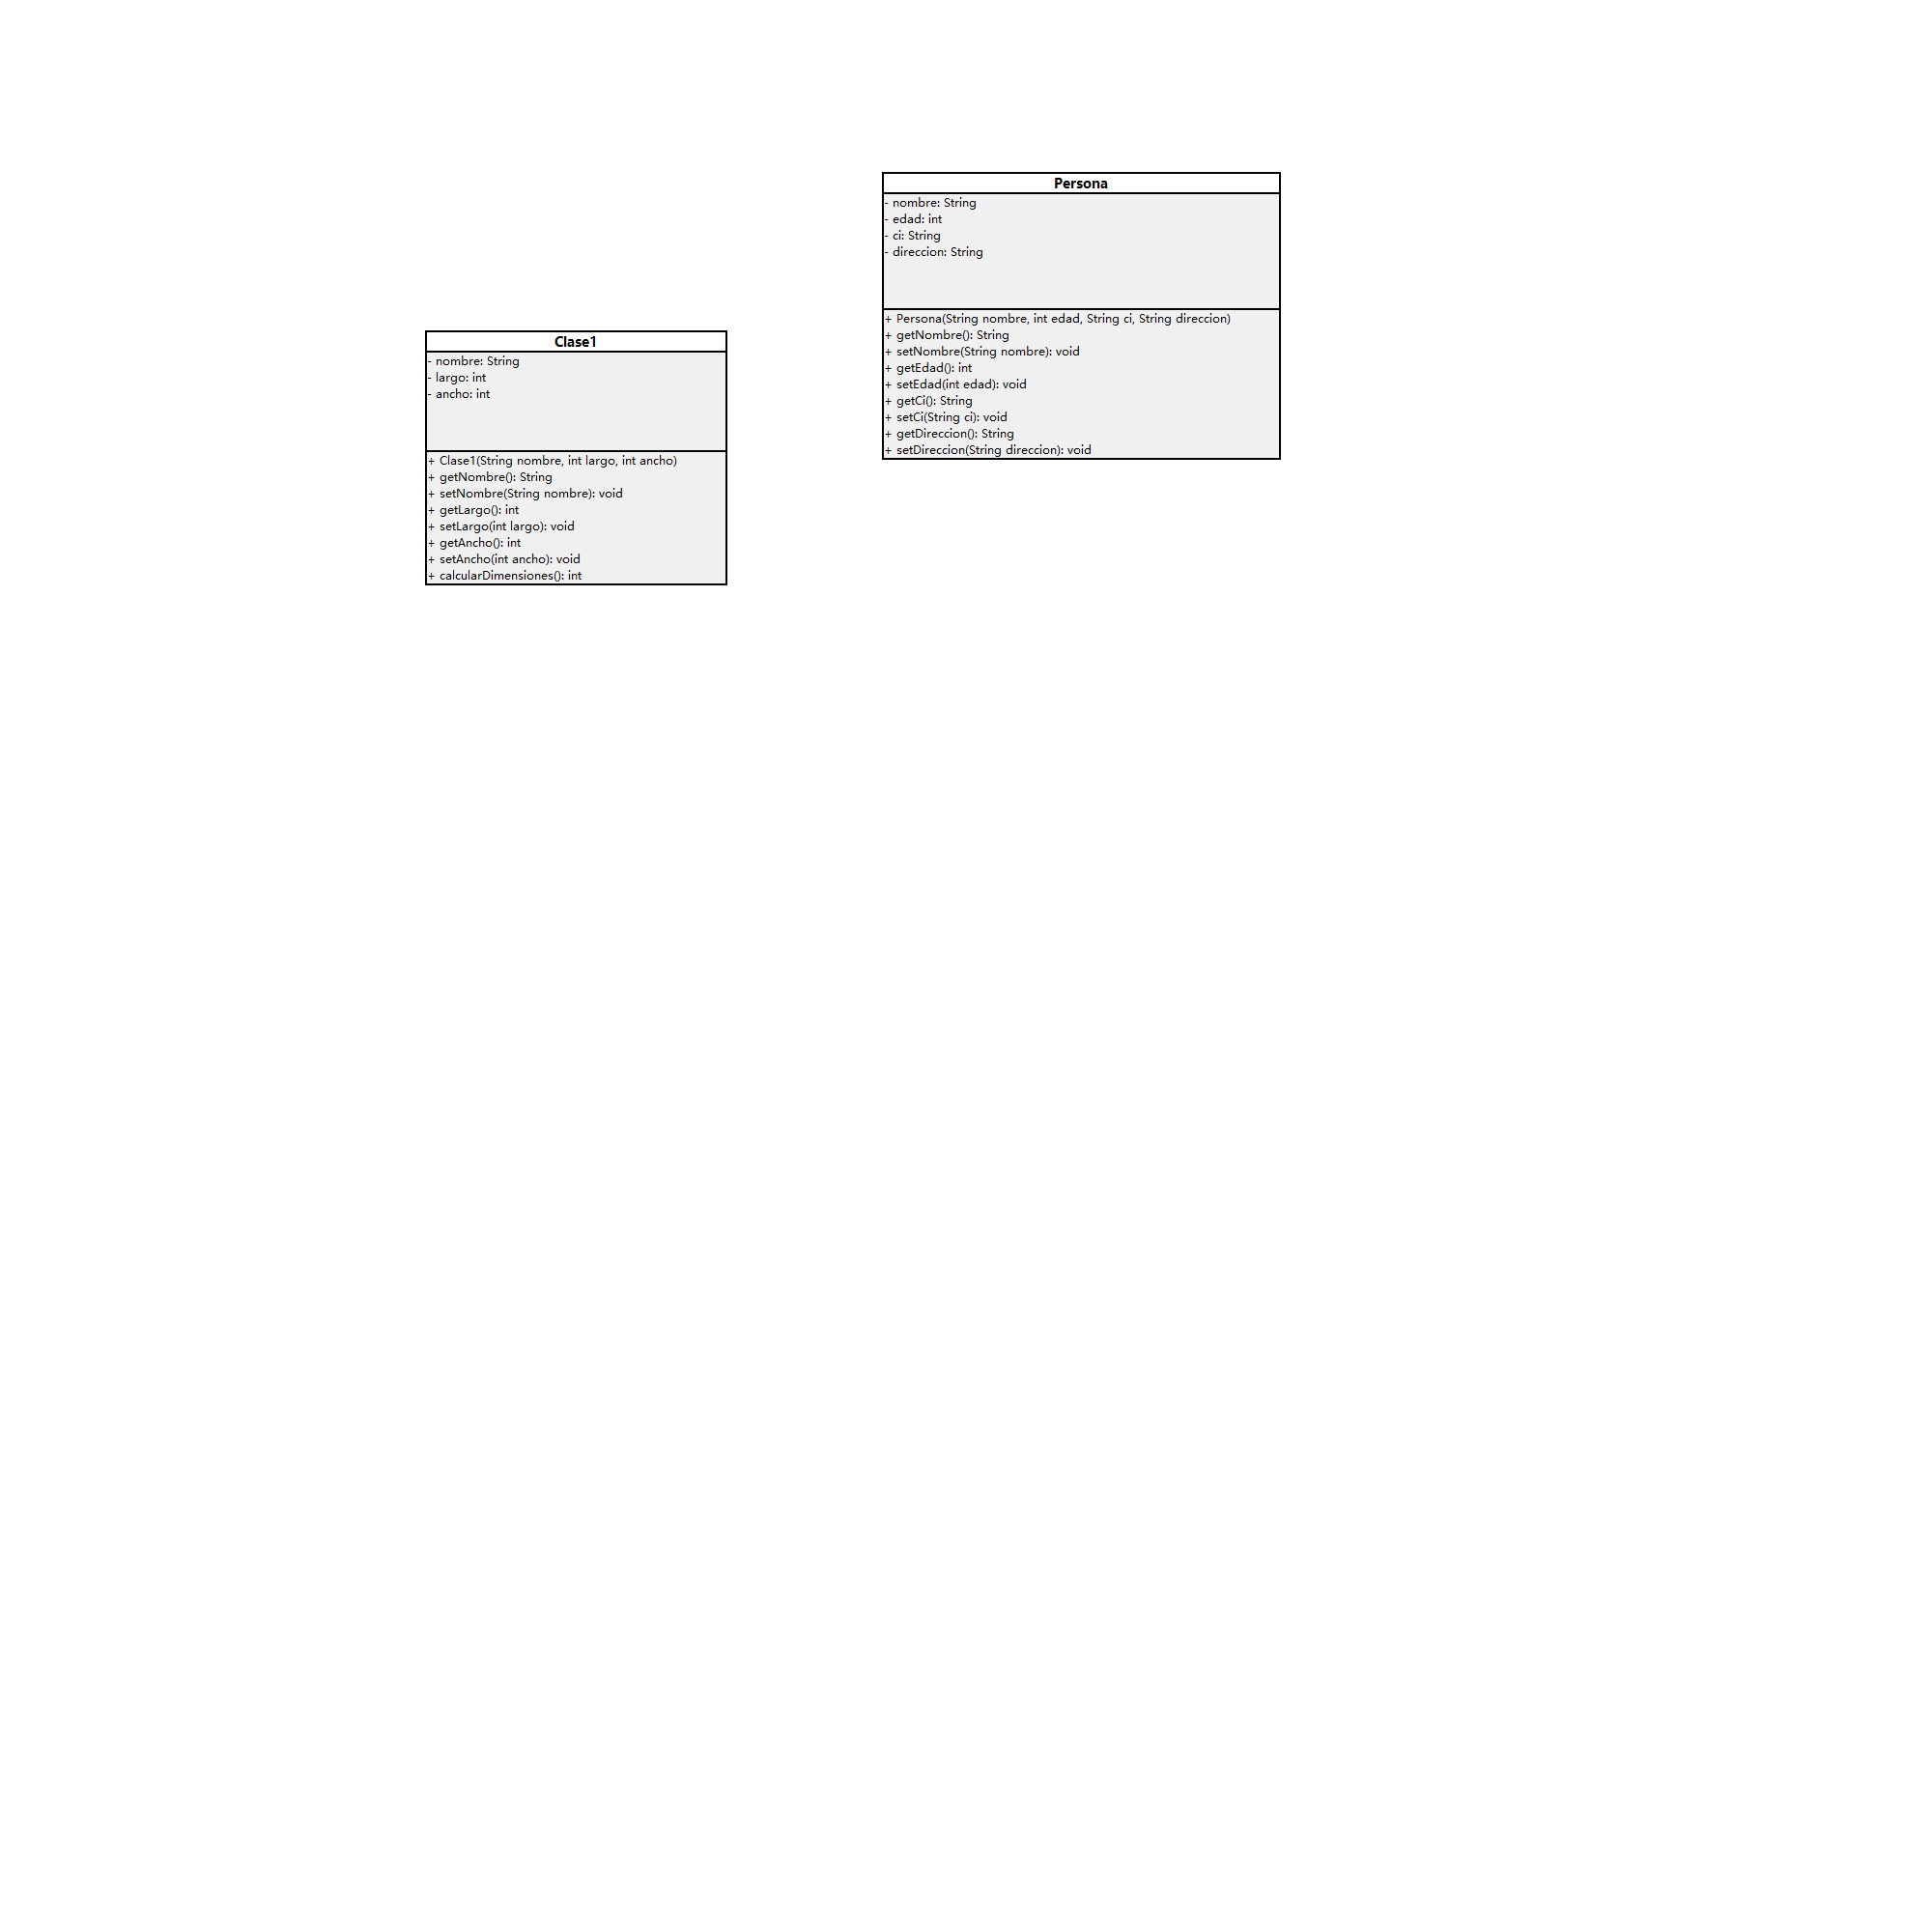 Persona
- nombre: String
- edad: int
- ci: String
- direccion: String
+ Persona(String nombre, int edad, String ci, String direccion)
+ getNombre(): String
+ setNombre(String nombre): void
+ getEdad(): int
+ setEdad(int edad): void
+ getCi(): String
+ setCi(String ci): void
+ getDireccion(): String
+ setDireccion(String direccion): void
Clase1
- nombre: String
- largo: int
- ancho: int
+ Clase1(String nombre, int largo, int ancho)
+ getNombre(): String
+ setNombre(String nombre): void
+ getLargo(): int
+ setLargo(int largo): void
+ getAncho(): int
+ setAncho(int ancho): void
+ calcularDimensiones(): int